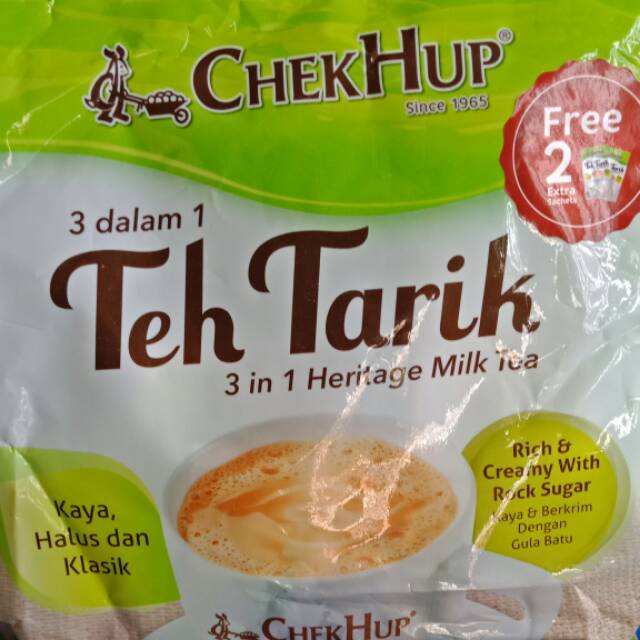 CHEKHUP®
Since 1965
Free
2
Extra
Sachets
3 dalam 1
Teh Tarik
3 in 1 Heritage Milk Tea
Kaya,
Halus dan
Klasik
Rich &
Creamy With
Rock Sugar
Kaya & Berkrim
Dengan
Gula Batu
CHEKHUP®